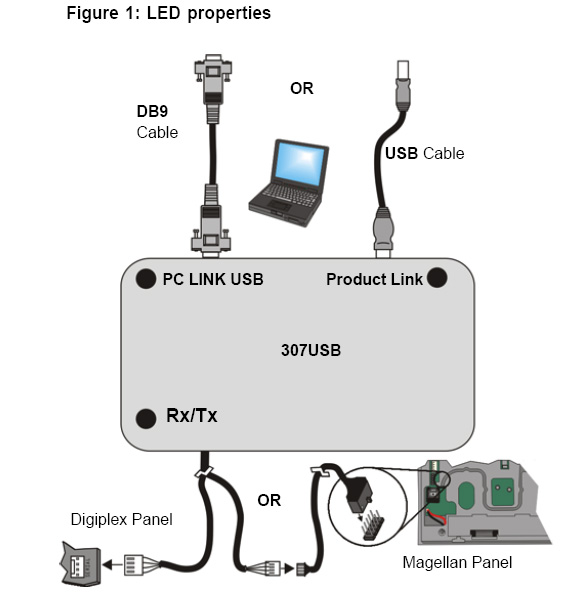 Figure 1: LED properties
OR
DB9
Cable
USB Cable
PC LINK USB
Product Link
307USB
Rx/Tx
OR
Digiplex Panel
Magellan Panel
SERIAL